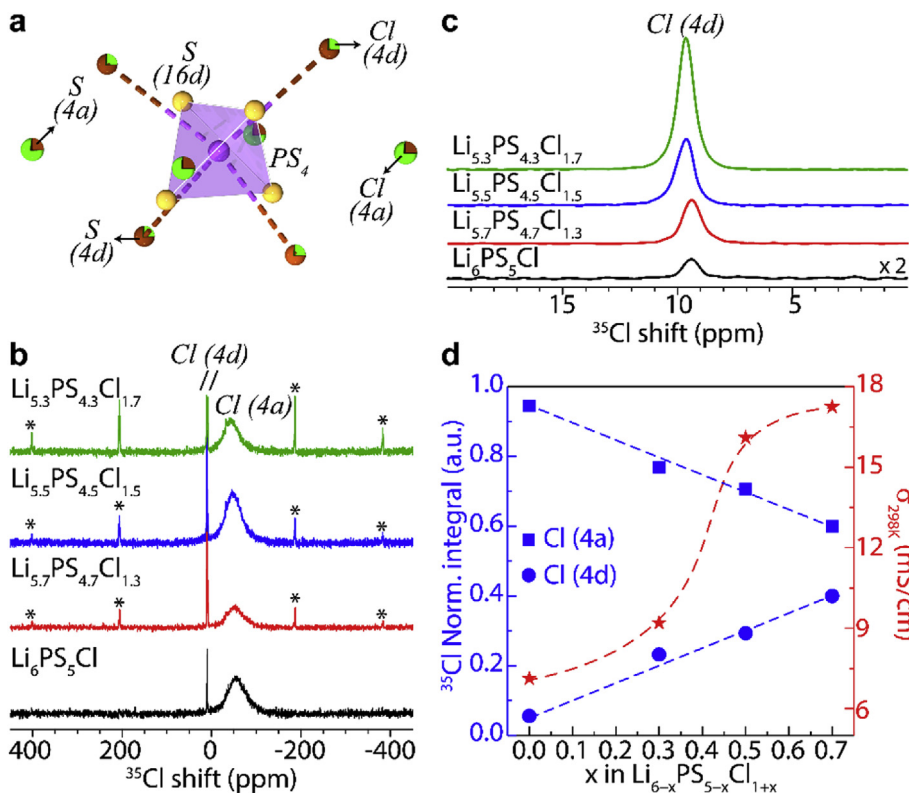 a
S
(16d)
Cl
(4d)
S
(4a)
PS₄
Cl
(4a)
S
(4d)
b
Cl (4d)
//
Cl (4a)
Li₅.₃PS₄.₃Cl₁.₇
* * *
Li₅.₅PS₄.₅Cl₁.₅
* * * *
Li₅.₇PS₄.₇Cl₁.₃
* * * *
Li₆PS₅Cl
400 200 0 -200 -400
³⁵Cl shift (ppm)
c
Cl (4d)
Li₅.₃PS₄.₃Cl₁.₇
Li₅.₅PS₄.₅Cl₁.₅
Li₅.₇PS₄.₇Cl₁.₃
Li₆PS₅Cl
x 2
15 10 5
³⁵Cl shift (ppm)
d
³⁵Cl Norm. integral (a.u.)
1.0
0.8
0.6
0.4
0.2
0.0
Cl (4a)
Cl (4d)
18
15
12
9
6
σ₂₉₈K (mS/cm)
0.0 0.1 0.2 0.3 0.4 0.5 0.6 0.7
x in Li₆₋ₓPS₅₋ₓCl₁₊ₓ